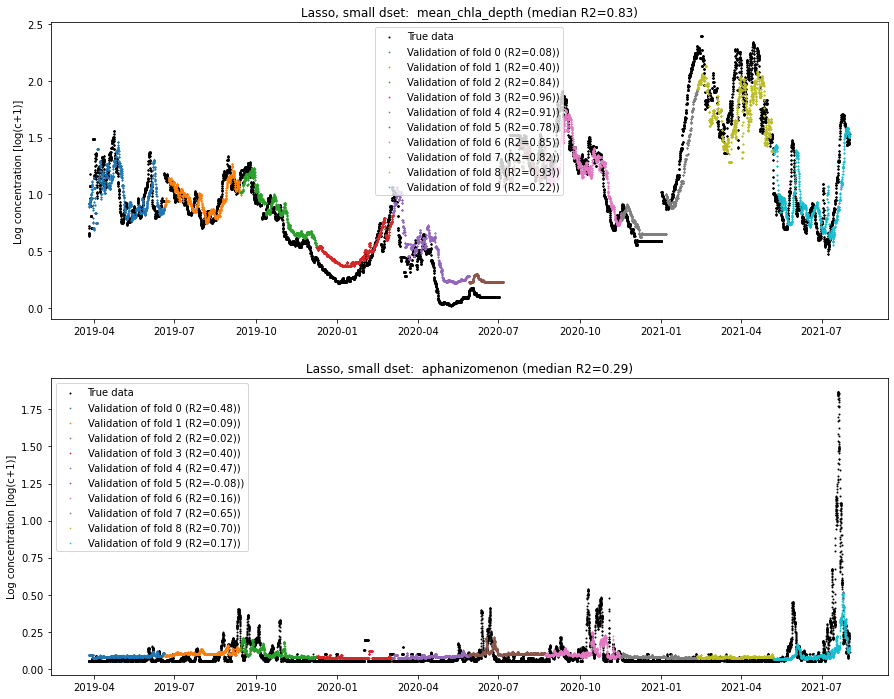 Lasso, small dset:  mean_chla_depth (median R2=0.83)
Log concentration [log(c+1)]
2.5
2.0
1.5
1.0
0.5
0.0
True data
Validation of fold 0 (R2=0.08))
Validation of fold 1 (R2=0.40))
Validation of fold 2 (R2=0.84))
Validation of fold 3 (R2=0.96))
Validation of fold 4 (R2=0.91))
Validation of fold 5 (R2=0.78))
Validation of fold 6 (R2=0.85))
Validation of fold 7 (R2=0.82))
Validation of fold 8 (R2=0.93))
Validation of fold 9 (R2=0.22))
2019-04 2019-07 2019-10 2020-01 2020-04 2020-07 2020-10 2021-01 2021-04 2021-07
Lasso, small dset:  aphanizomenon (median R2=0.29)
Log concentration [log(c+1)]
1.75
1.50
1.25
1.00
0.75
0.50
0.25
0.00
True data
Validation of fold 0 (R2=0.48))
Validation of fold 1 (R2=0.09))
Validation of fold 2 (R2=0.02))
Validation of fold 3 (R2=0.40))
Validation of fold 4 (R2=0.47))
Validation of fold 5 (R2=-0.08))
Validation of fold 6 (R2=0.16))
Validation of fold 7 (R2=0.65))
Validation of fold 8 (R2=0.70))
Validation of fold 9 (R2=0.17))
2019-04 2019-07 2019-10 2020-01 2020-04 2020-07 2020-10 2021-01 2021-04 2021-07